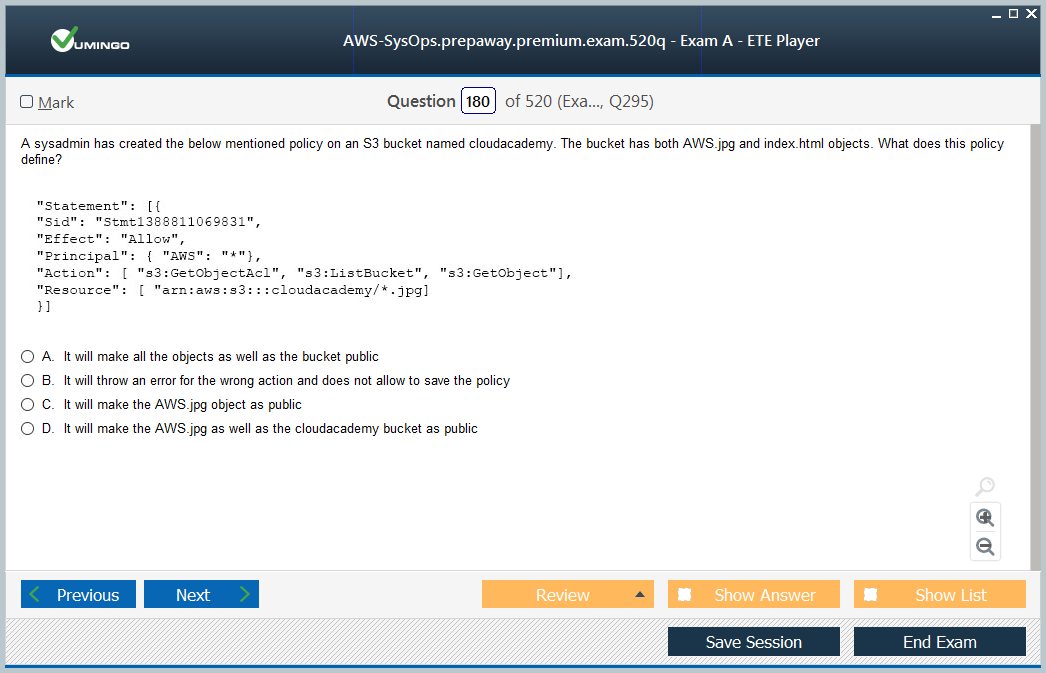 VUMINGO
AWS-SysOps.prepaway.premium.exam.520q - Exam A - ETE Player
Mark
Question 180 of 520 (Exa..., Q295)
A sysadmin has created the below mentioned policy on an S3 bucket named cloudacademy. The bucket has both AWS.jpg and index.html objects. What does this policy
define?
"Statement": [{
"Sid": "Stmt1388811069831",
"Effect": "Allow",
"Principal": { "AWS": "*"},
"Action": [ "s3:GetObjectAcl", "s3:ListBucket", "s3:GetObject"],
"Resource": [ "arn:aws:s3:::cloudacademy/*.jpg]
}]
A. It will make all the objects as well as the bucket public
B. It will throw an error for the wrong action and does not allow to save the policy
C. It will make the AWS.jpg object as public
D. It will make the AWS.jpg as well as the cloudacademy bucket as public
Previous Next Review Show Answer Show List
Save Session End Exam